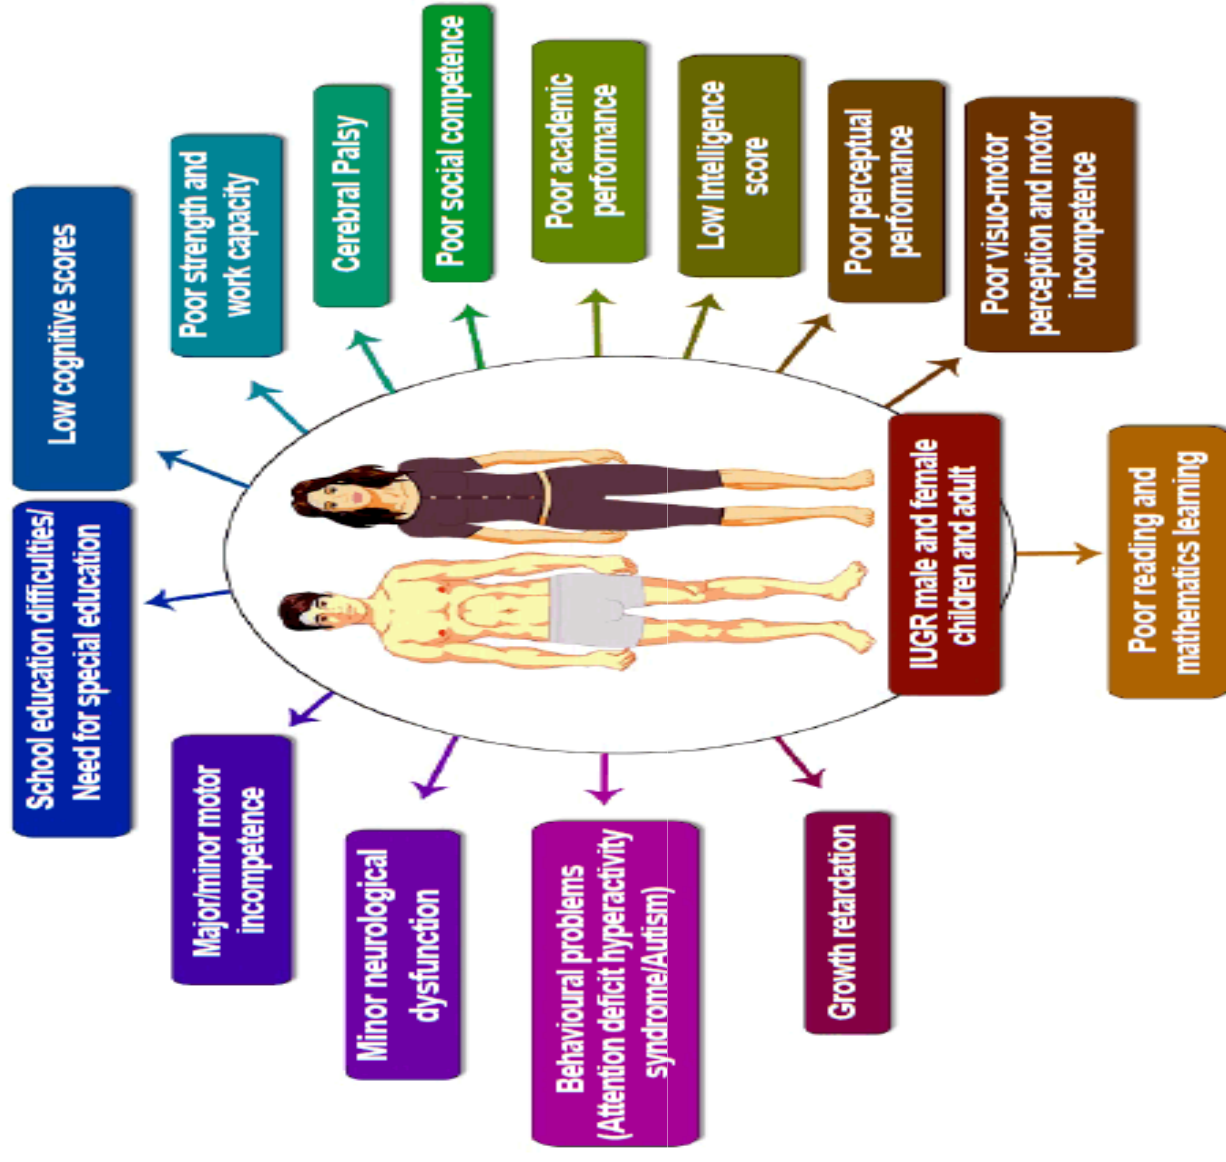 School education difficulties/
Need for special education
Low cognitive scores
Poor strength and
work capacity
Cerebral Palsy
Poor social competence
Poor academic
performance
Low Intelligence
score
Poor perceptual
performance
Poor visuo-motor
perception and motor
incompetence
Poor reading and
mathematics learning
IUGR male and female
children and adult
Growth retardation
Behavioural problems
(Attention deficit hyperactivity
syndrome/Autism)
Minor neurological
dysfunction
Major/minor motor
incompetence